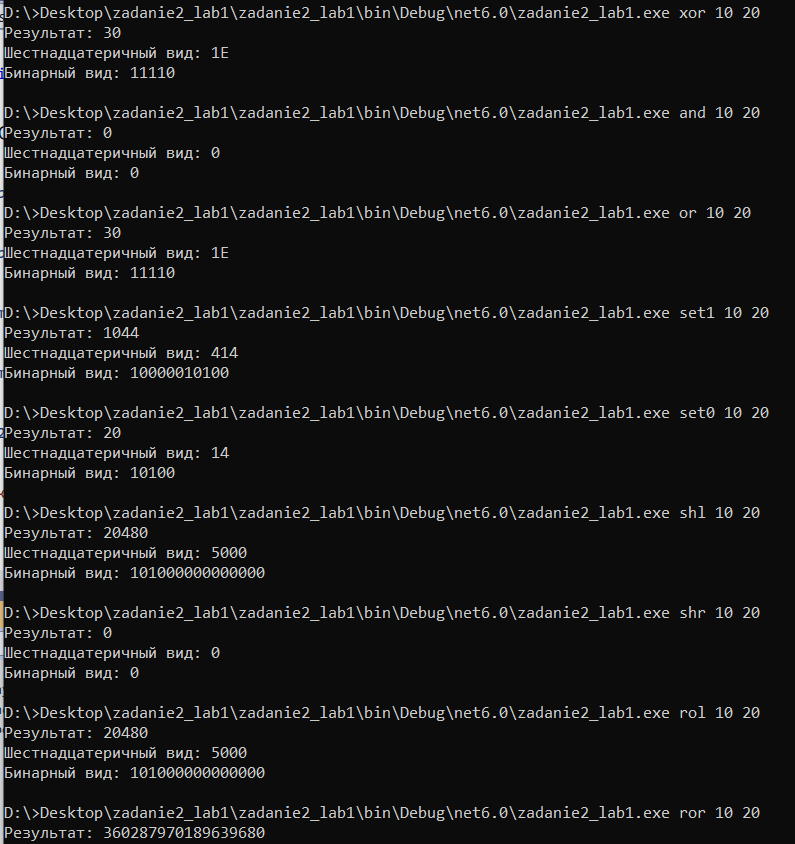 D:\>Desktop\zadanie2_lab1\zadanie2_lab1\bin\Debug\net6.0\zadanie2_lab1.exe xor 10 20
Результат: 30
Шестнадцатеричный вид: 1E
Бинарный вид: 11110
D:\>Desktop\zadanie2_lab1\zadanie2_lab1\bin\Debug\net6.0\zadanie2_lab1.exe and 10 20
Результат: 0
Шестнадцатеричный вид: 0
Бинарный вид: 0
D:\>Desktop\zadanie2_lab1\zadanie2_lab1\bin\Debug\net6.0\zadanie2_lab1.exe or 10 20
Результат: 30
Шестнадцатеричный вид: 1E
Бинарный вид: 11110
D:\>Desktop\zadanie2_lab1\zadanie2_lab1\bin\Debug\net6.0\zadanie2_lab1.exe set1 10 20
Результат: 1044
Шестнадцатеричный вид: 414
Бинарный вид: 10000010100
D:\>Desktop\zadanie2_lab1\zadanie2_lab1\bin\Debug\net6.0\zadanie2_lab1.exe set0 10 20
Результат: 20
Шестнадцатеричный вид: 14
Бинарный вид: 10100
D:\>Desktop\zadanie2_lab1\zadanie2_lab1\bin\Debug\net6.0\zadanie2_lab1.exe shl 10 20
Результат: 20480
Шестнадцатеричный вид: 5000
Бинарный вид: 101000000000000
D:\>Desktop\zadanie2_lab1\zadanie2_lab1\bin\Debug\net6.0\zadanie2_lab1.exe shr 10 20
Результат: 0
Шестнадцатеричный вид: 0
Бинарный вид: 0
D:\>Desktop\zadanie2_lab1\zadanie2_lab1\bin\Debug\net6.0\zadanie2_lab1.exe rol 10 20
Результат: 20480
Шестнадцатеричный вид: 5000
Бинарный вид: 101000000000000
D:\>Desktop\zadanie2_lab1\zadanie2_lab1\bin\Debug\net6.0\zadanie2_lab1.exe ror 10 20
Результат: 360287970189639680